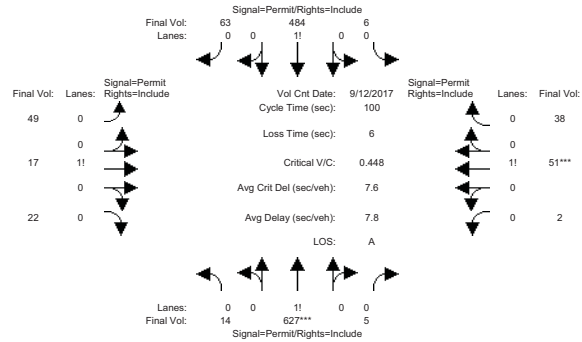 Signal=Permit/Rights=Include
Final Vol: 63 484 6
Lanes: 0 0 1! 0 0
Signal=Permit
Final Vol: Lanes: Rights=Include
Vol Cnt Date: 9/12/2017
Signal=Permit
Rights=Include Lanes: Final Vol:
Cycle Time (sec): 100
49 0
0 38
Loss Time (sec): 6
0
0
17 1!
Critical V/C: 0.448
1! 51***
0
Avg Crit Del (sec/veh): 7.6
0
22 0
Avg Delay (sec/veh): 7.8
0 2
LOS: A
Lanes: 0 0 1! 0 0
Final Vol: 14 627*** 5
Signal=Permit/Rights=Include